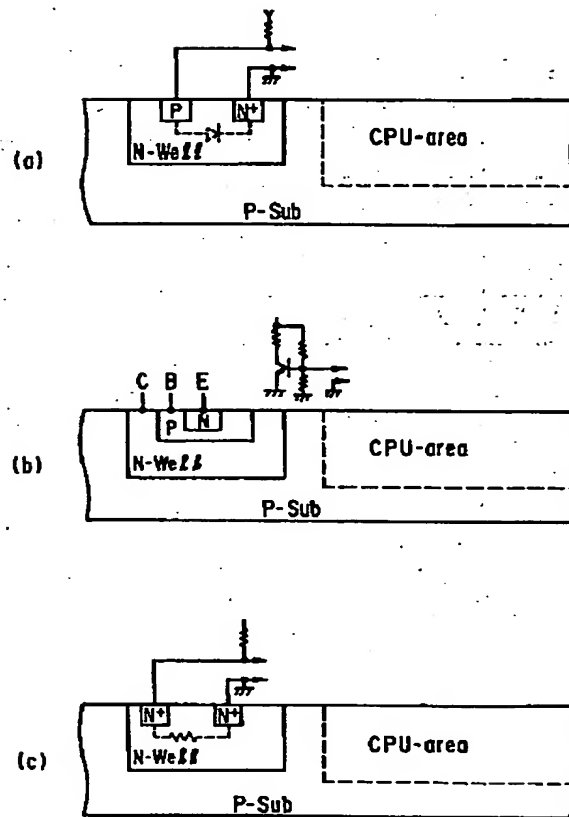 (a)
P
N+
N-Well
CPU-area
P-Sub
(b)
C B E
P
N
N-Well
CPU-area
P-Sub
(c)
N+
N+
N-Well
CPU-area
P-Sub